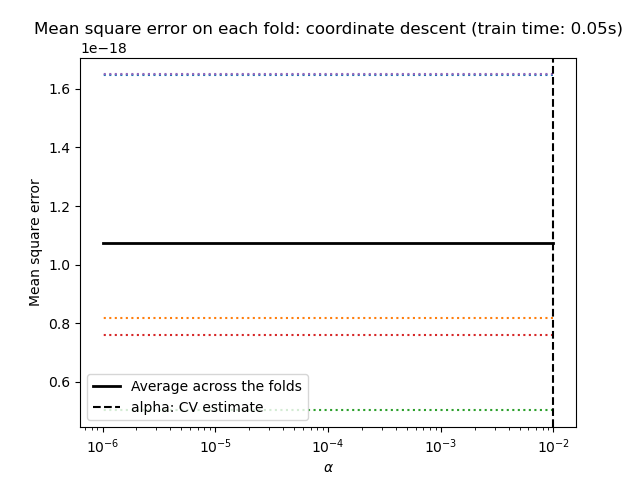 Mean square error on each fold: coordinate descent (train time: 0.05s)
1e−18
1.6
1.4
1.2
1.0
0.8
0.6
Mean square error
Average across the folds
alpha: CV estimate
10⁻⁶ 10⁻⁵ 10⁻⁴ 10⁻³ 10⁻²
α